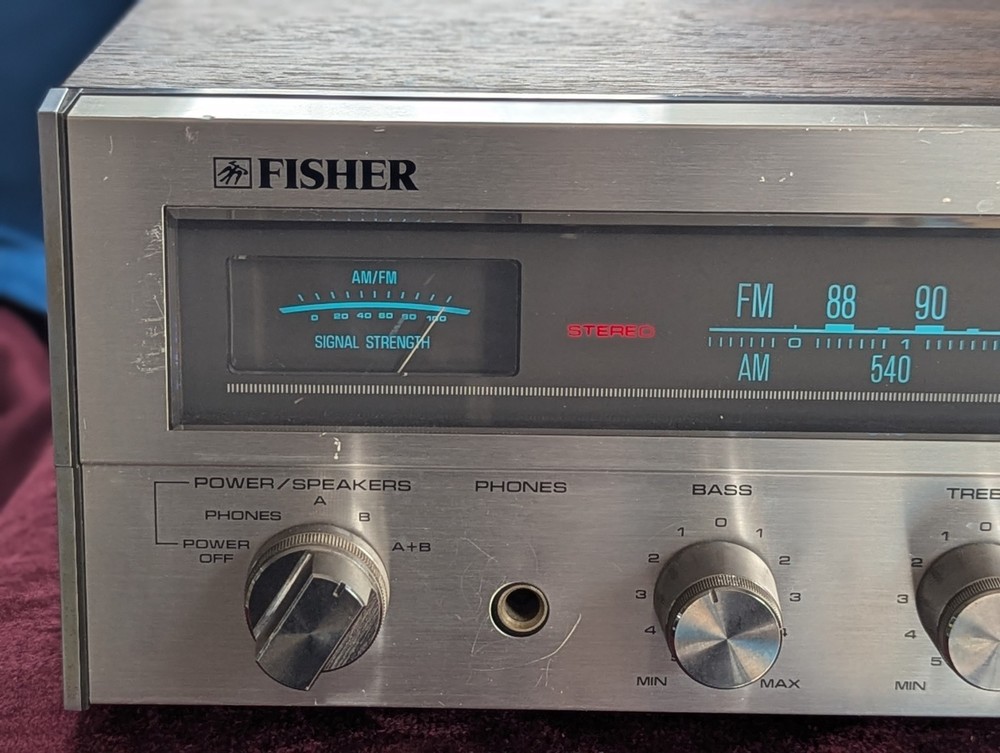 FISHER
AM/FM
0 20 40 60 80 100
SIGNAL STRENGTH
STEREO
FM 88 90
0 1
AM 540
POWER/SPEAKERS
A
PHONES B
POWER OFF
A+B
PHONES
BASS
0
1 1
2 2
3 3
4 4
MIN MAX
TREB
0
1
2
3
4
5
MIN